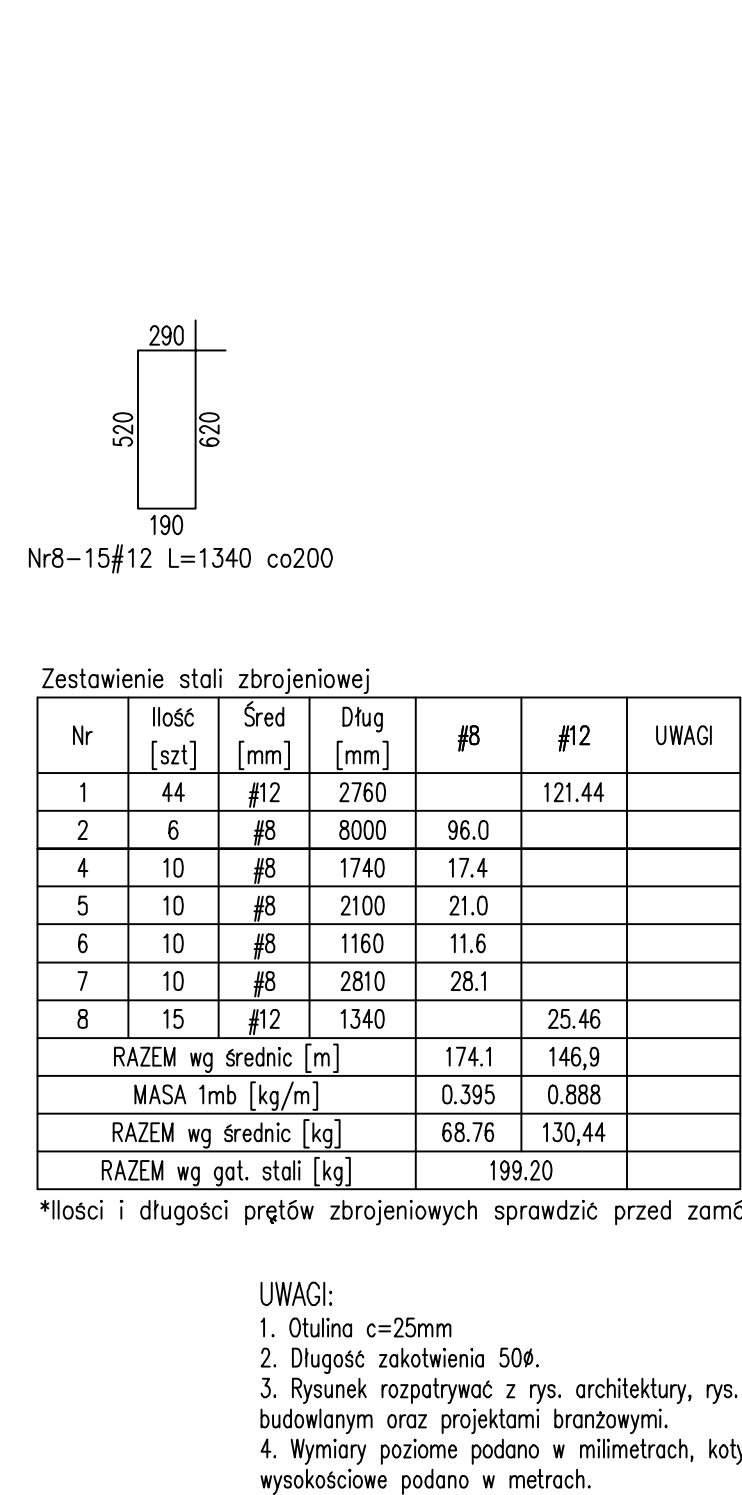 290
520
620
190
Nr8-15#12 L=1340 co200
Zestawienie stali zbrojeniowej
Nr Ilość [szt] Śred [mm] Dług [mm] #8 #12 UWAGI
1 44 #12 2760 121.44
2 6 #8 8000 96.0
4 10 #8 1740 17.4
5 10 #8 2100 21.0
6 10 #8 1160 11.6
7 10 #8 2810 28.1
8 15 #12 1340 25.46
RAZEM wg średnic [m] 174.1 146,9
MASA 1mb [kg/m] 0.395 0.888
RAZEM wg średnic [kg] 68.76 130,44
RAZEM wg gat. stali [kg] 199.20
*Ilości i długości prętów zbrojeniowych sprawdzić przed zamó
UWAGI:
1. Otulina c=25mm
2. Długość zakotwienia 50ø.
3. Rysunek rozpatrywać z rys. architektury, rys.
budowlanym oraz projektami branżowymi.
4. Wymiary poziome podano w milimetrach, koty
wysokościowe podano w metrach.